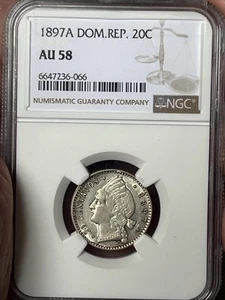 1897A DOM.REP. 20C
AU 58
6647236-066
NUMISMATIC GUARANTY COMPANY
NGC